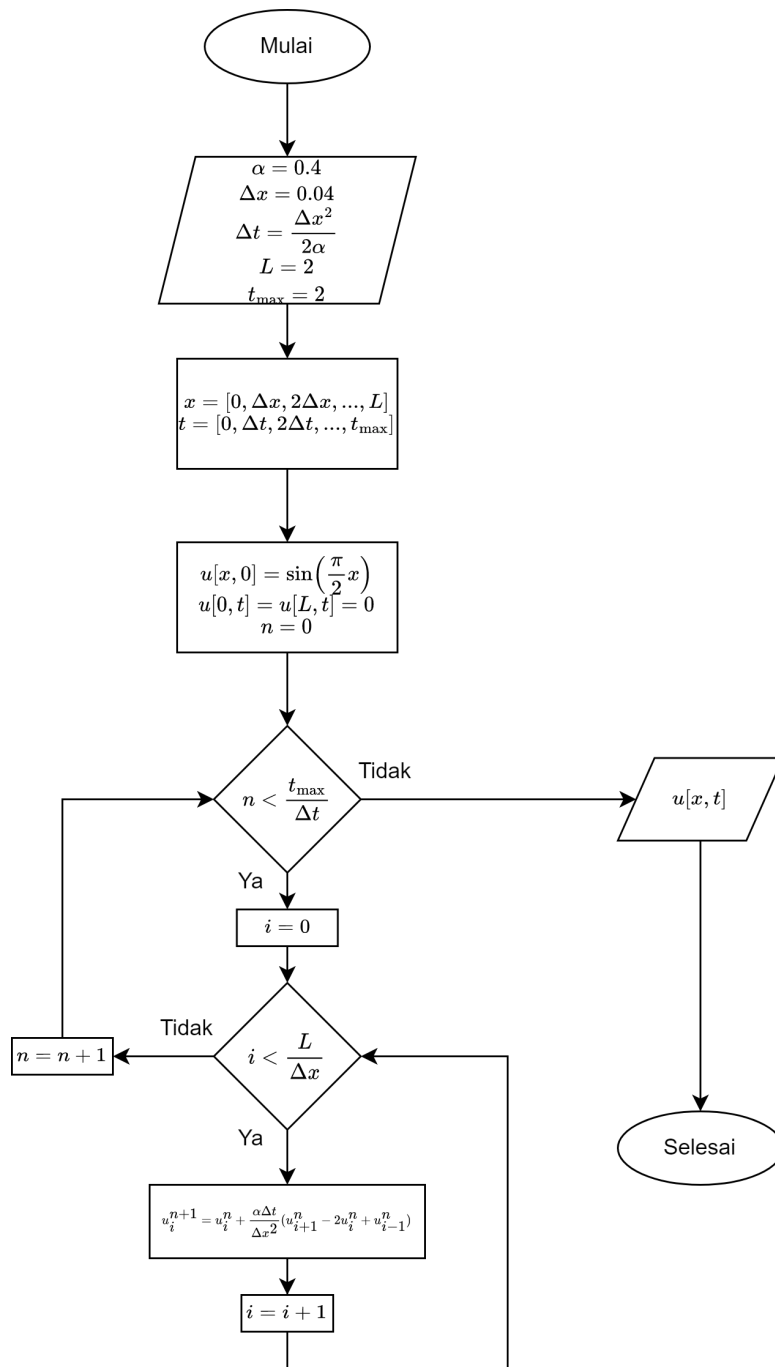 Mulai
α = 0.4
Δx = 0.04
Δt = Δx²/2α
L = 2
t_max = 2
x = [0, Δx, 2Δx, ..., L]
t = [0, Δt, 2Δt, ..., t_max]
u[x, 0] = sin(π/2 x)
u[0, t] = u[L, t] = 0
n = 0
n < t_max/Δt
Tidak
u[x, t]
Ya
i = 0
Tidak
i < L/Δx
n = n + 1
Ya
Selesai
u_i^{n+1} = u_i^n + αΔt/Δx² (u_{i+1}^n − 2u_i^n + u_{i−1}^n)
i = i + 1